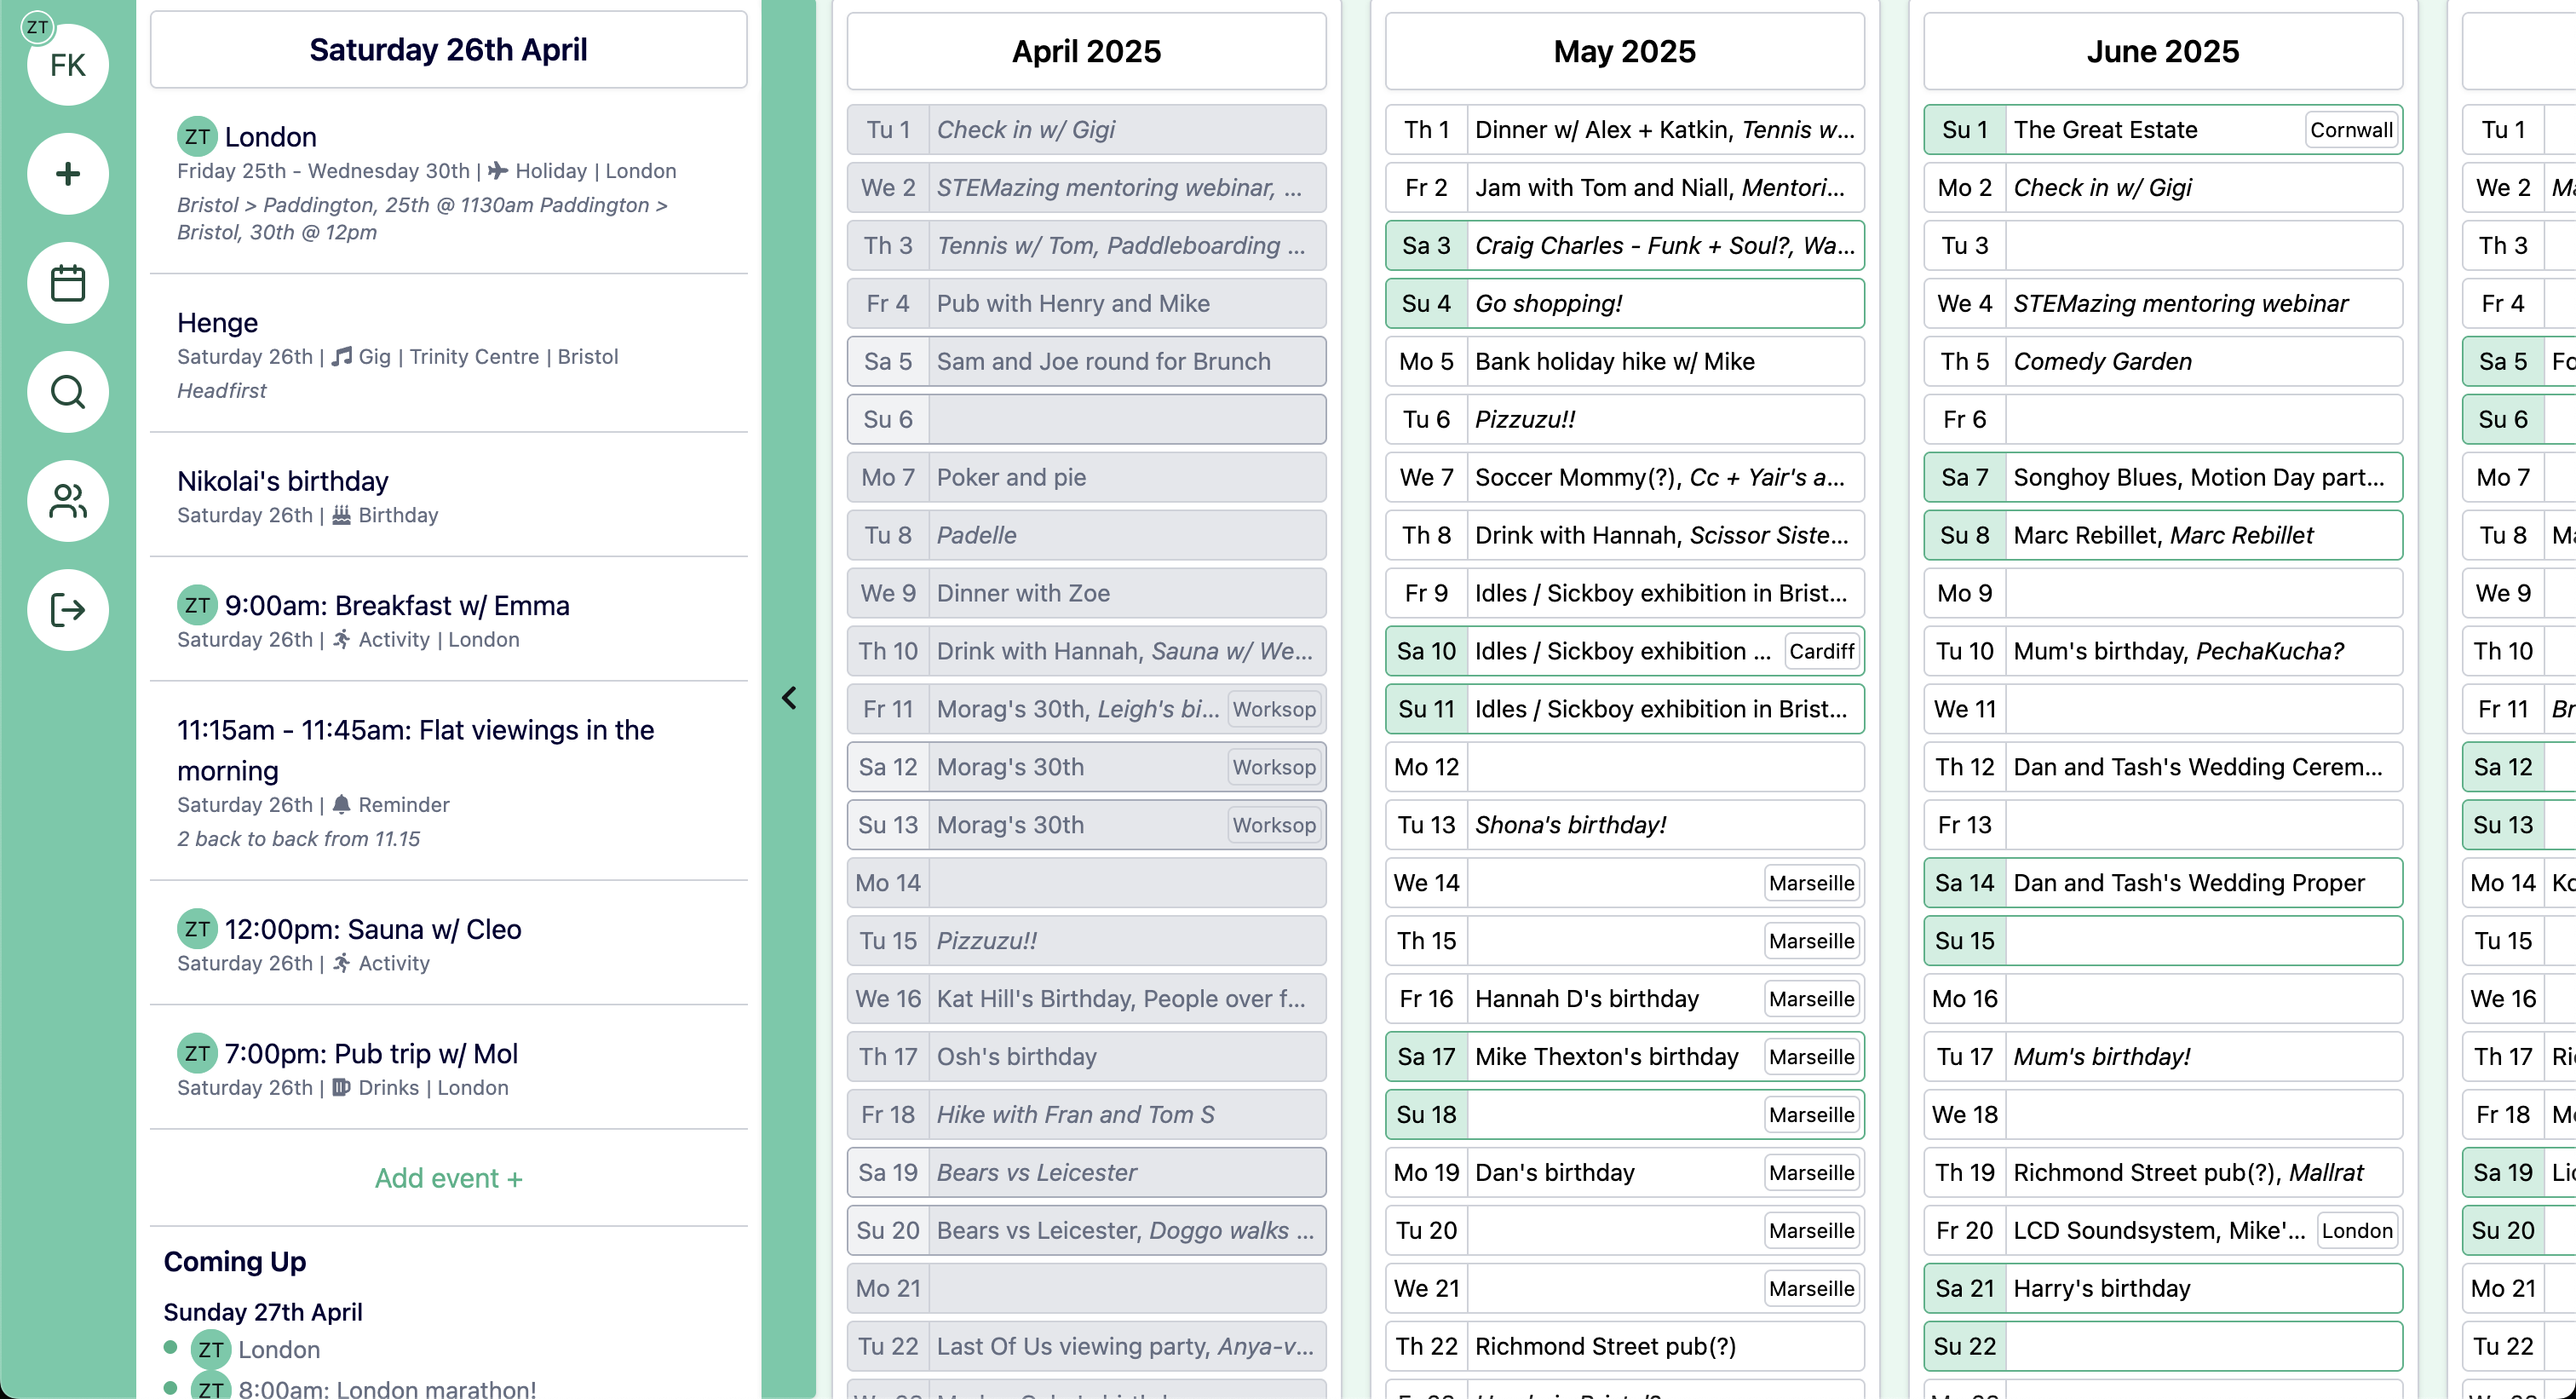 ZT
FK
Saturday 26th April
ZT London
Friday 25th - Wednesday 30th | Holiday | London
Bristol > Paddington, 25th @ 1130am Paddington >
Bristol, 30th @ 12pm
Henge
Saturday 26th | Gig | Trinity Centre | Bristol
Headfirst
Nikolai's birthday
Saturday 26th | Birthday
ZT 9:00am: Breakfast w/ Emma
Saturday 26th | Activity | London
11:15am - 11:45am: Flat viewings in the
morning
Saturday 26th | Reminder
2 back to back from 11.15
ZT 12:00pm: Sauna w/ Cleo
Saturday 26th | Activity
ZT 7:00pm: Pub trip w/ Mol
Saturday 26th | Drinks | London
Add event +
Coming Up
Sunday 27th April
ZT London
ZT 8:00am: London marathon!
April 2025
Tu 1 Check in w/ Gigi
We 2 STEMazing mentoring webinar, ...
Th 3 Tennis w/ Tom, Paddleboarding ...
Fr 4 Pub with Henry and Mike
Sa 5 Sam and Joe round for Brunch
Su 6
Mo 7 Poker and pie
Tu 8 Padelle
We 9 Dinner with Zoe
Th 10 Drink with Hannah, Sauna w/ We...
Fr 11 Morag's 30th, Leigh's bi... Worksop
Sa 12 Morag's 30th Worksop
Su 13 Morag's 30th Worksop
Mo 14
Tu 15 Pizzuzu!!
We 16 Kat Hill's Birthday, People over f...
Th 17 Osh's birthday
Fr 18 Hike with Fran and Tom S
Sa 19 Bears vs Leicester
Su 20 Bears vs Leicester, Doggo walks ...
Mo 21
Tu 22 Last Of Us viewing party, Anya-v...
May 2025
Th 1 Dinner w/ Alex + Katkin, Tennis w...
Fr 2 Jam with Tom and Niall, Mentori...
Sa 3 Craig Charles - Funk + Soul?, Wa...
Su 4 Go shopping!
Mo 5 Bank holiday hike w/ Mike
Tu 6 Pizzuzu!!
We 7 Soccer Mommy(?), Cc + Yair's a...
Th 8 Drink with Hannah, Scissor Siste...
Fr 9 Idles / Sickboy exhibition in Brist...
Sa 10 Idles / Sickboy exhibition ... Cardiff
Su 11 Idles / Sickboy exhibition in Brist...
Mo 12
Tu 13 Shona's birthday!
We 14 Marseille
Th 15 Marseille
Fr 16 Hannah D's birthday Marseille
Sa 17 Mike Thexton's birthday Marseille
Su 18 Marseille
Mo 19 Dan's birthday Marseille
Tu 20 Marseille
We 21 Marseille
Th 22 Richmond Street pub(?)
June 2025
Su 1 The Great Estate Cornwall
Mo 2 Check in w/ Gigi
Tu 3
We 4 STEMazing mentoring webinar
Th 5 Comedy Garden
Fr 6
Sa 7 Songhoy Blues, Motion Day part...
Su 8 Marc Rebillet, Marc Rebillet
Mo 9
Tu 10 Mum's birthday, PechaKucha?
We 11
Th 12 Dan and Tash's Wedding Cerem...
Fr 13
Sa 14 Dan and Tash's Wedding Proper
Su 15
Mo 16
Tu 17 Mum's birthday!
We 18
Th 19 Richmond Street pub(?), Mallrat
Fr 20 LCD Soundsystem, Mike'... London
Sa 21 Harry's birthday
Su 22
Tu 1
We 2
Th 3
Fr 4
Sa 5
Su 6
Mo 7
Tu 8
We 9
Th 10
Fr 11
Sa 12
Su 13
Mo 14
Tu 15
We 16
Th 17
Fr 18
Sa 19
Su 20
Mo 21
Tu 22